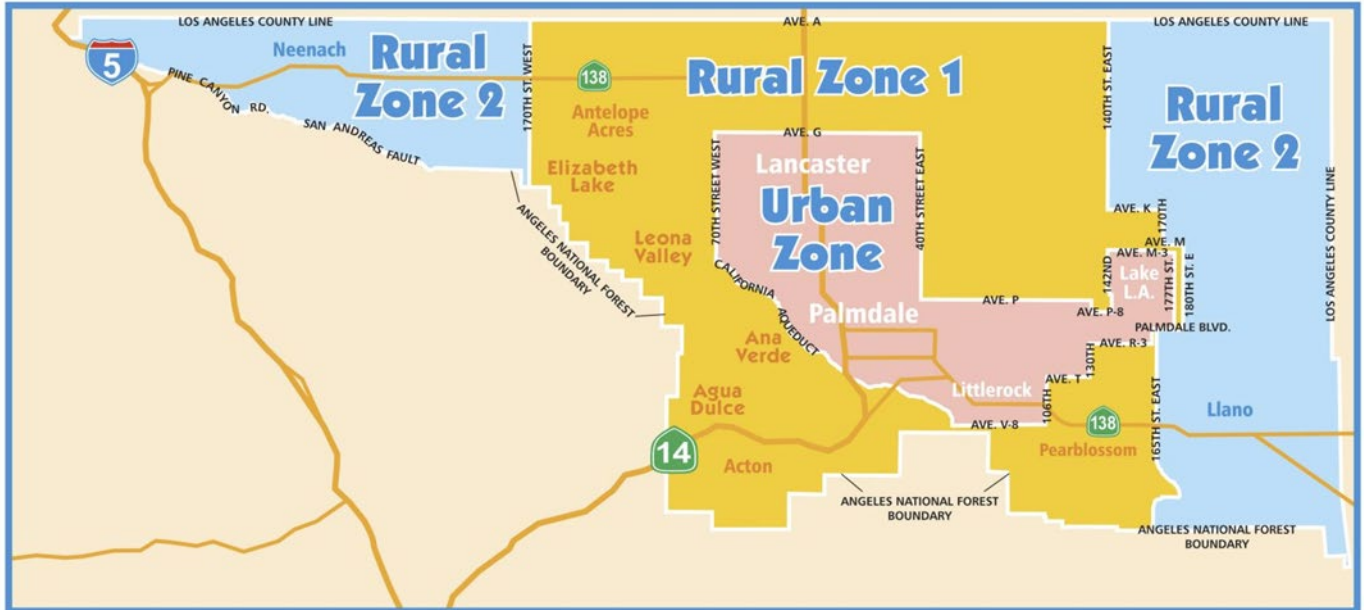 LOS ANGELES COUNTY LINE
AVE. A
LOS ANGELES COUNTY LINE
5
Neenach
Rural
Zone 2
PINE CANYON RD.
SAN ANDREAS FAULT
170TH ST. WEST
138
Rural Zone 1
Antelope
Acres
Elizabeth
Lake
140TH ST. EAST
Rural
Zone 2
AVE. G
Lancaster
Urban
Zone
70TH STREET WEST
40TH STREET EAST
LOS ANGELES COUNTY LINE
ANGELES NATIONAL FOREST
BOUNDARY
Leona
Valley
CALIFORNIA AQUEDUCT
AVE. K
170TH
AVE. M
AVE. M-3
142ND
Lake
L.A.
177TH ST.
180TH ST. E
Palmdale
AVE. P
AVE. P-8
PALMDALE BLVD.
Ana
Verde
AVE. R-3
130TH
AVE. T
Agua
Dulce
Littlerock
106TH
165TH ST. EAST
138
Llano
AVE. V-8
Pearblossom
14
Acton
ANGELES NATIONAL FOREST
BOUNDARY
ANGELES NATIONAL FOREST
BOUNDARY